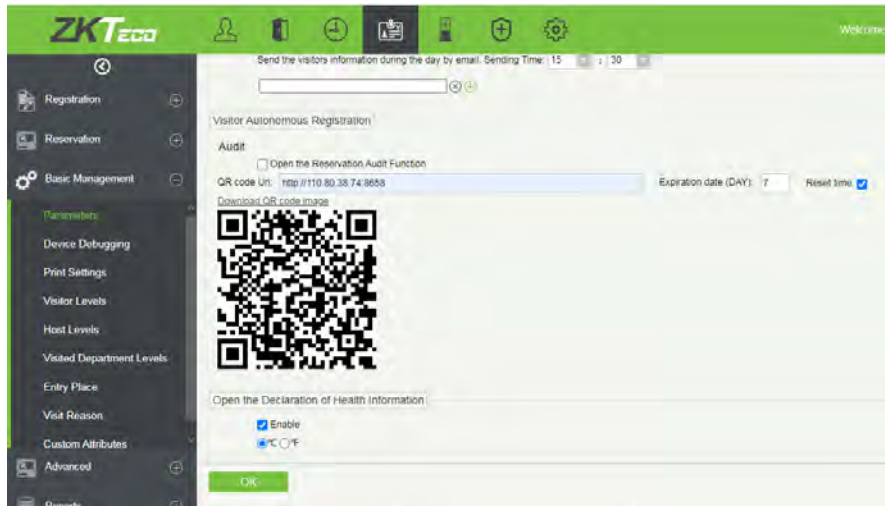 ZKTeco
Welcome
Send the visitors information during the day by email. Sending Time: 15 : 30
Registration
Visitor Autonomous Registration
Reservation
Audit
Open the Reservation Audit Function
Basic Management
QR code Url: http://110.80.38.74:8658 Expiration date (DAY): 7 Reset time:
Download QR code image
Parameters
Device Debugging
Print Settings
Visitor Levels
Host Levels
Visited Department Levels
Entry Place
Open the Declaration of Health Information
Visit Reason
Enable
Custom Attributes
℃ ℉
Advanced
OK
Reports